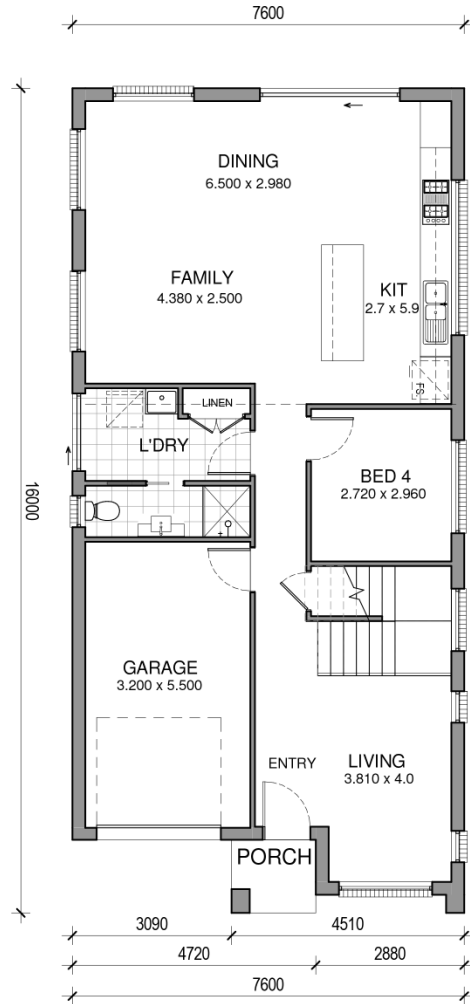 7600
DINING
6.500 x 2.980
FAMILY
4.380 x 2.500
KIT
2.7 x 5.9
FS
LINEN
L'DRY
BED 4
2.720 x 2.960
16000
GARAGE
3.200 x 5.500
ENTRY
LIVING
3.810 x 4.0
PORCH
3090
4510
4720
2880
7600